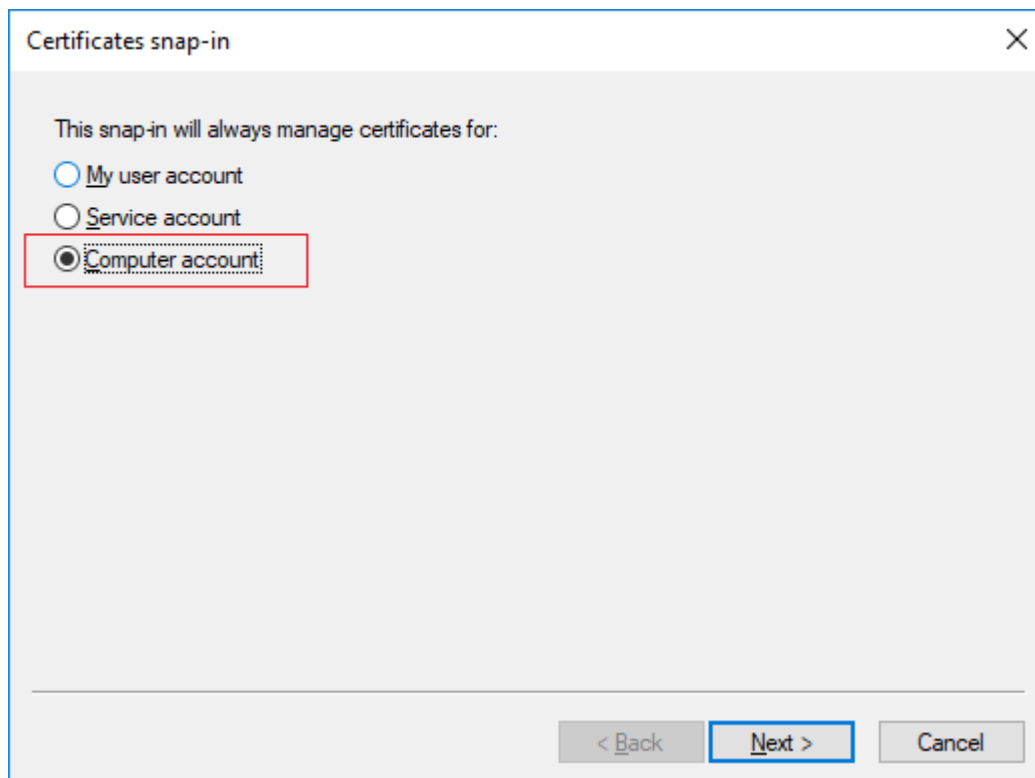 Certificates snap-in
This snap-in will always manage certificates for:
My user account
Service account
Computer account
< Back
Next >
Cancel